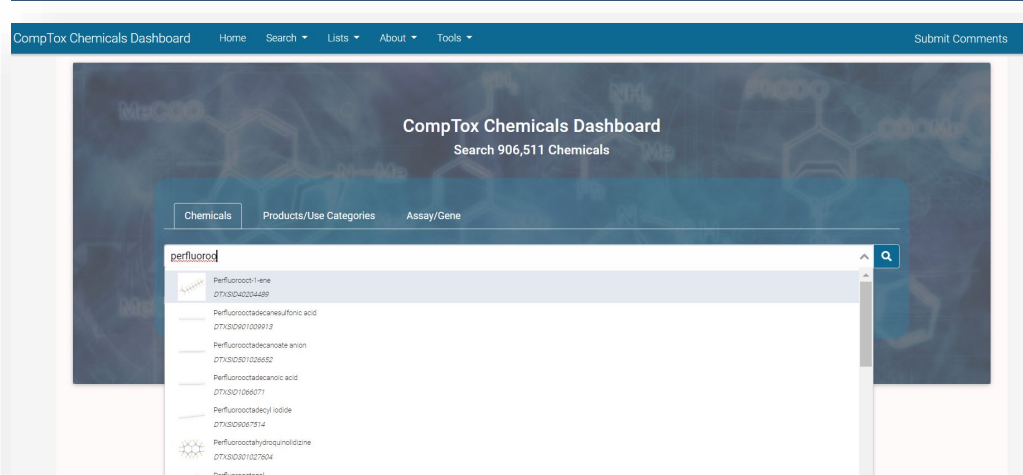 CompTox Chemicals Dashboard Home Search Lists About Tools Submit Comments
CompTox Chemicals Dashboard
Search 906,511 Chemicals
Chemicals Products/Use Categories Assay/Gene
perfluoroo
Perfluorooct-1-ene
DTXSID40204489
Perfluorooctadecanesulfonic acid
DTXSID901009913
Perfluorooctadecanoate anion
DTXSID501026652
Perfluorooctadecanoic acid
DTXSID1066071
Perfluorooctadecyl iodide
DTXSID9067514
Perfluorooctahydroquinolidizine
DTXSID301027604